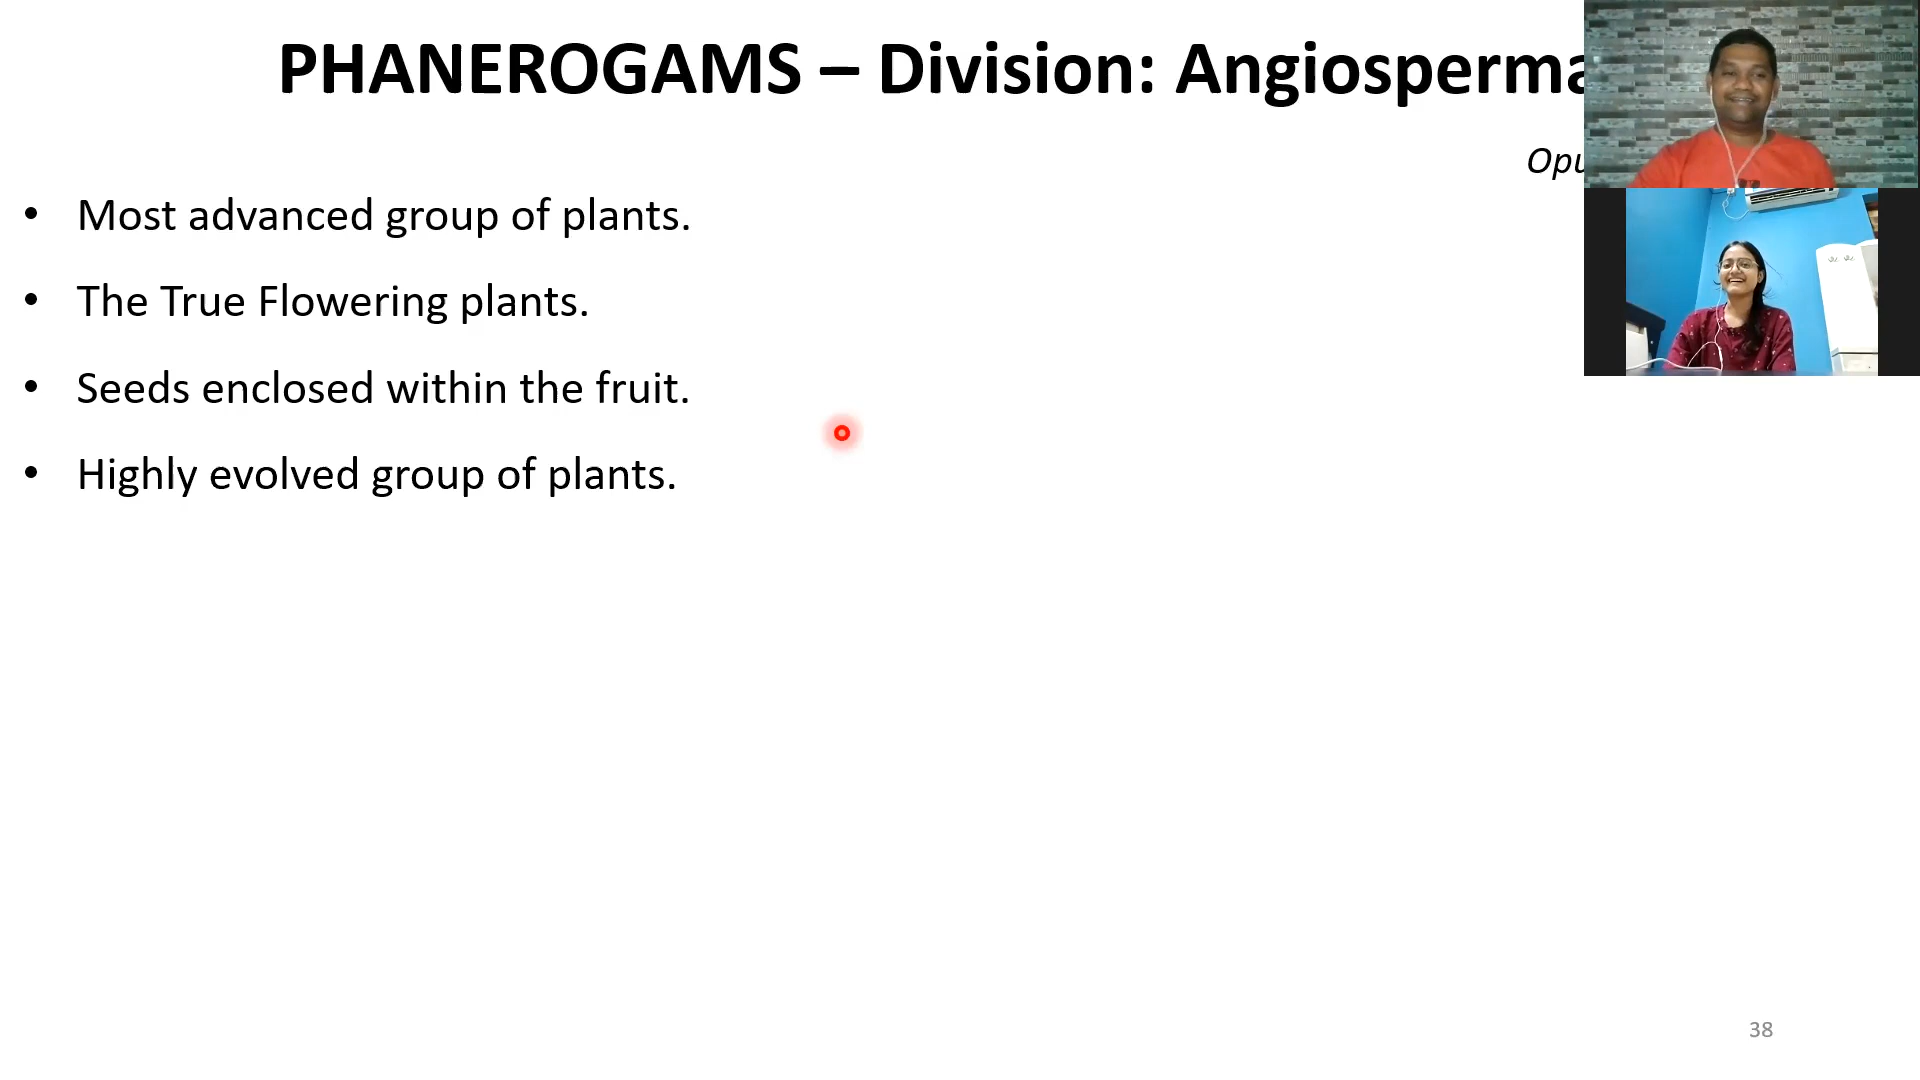 PHANEROGAMS – Division: Angiosperma
Opu
• Most advanced group of plants.
• The True Flowering plants.
• Seeds enclosed within the fruit.
• Highly evolved group of plants.
38